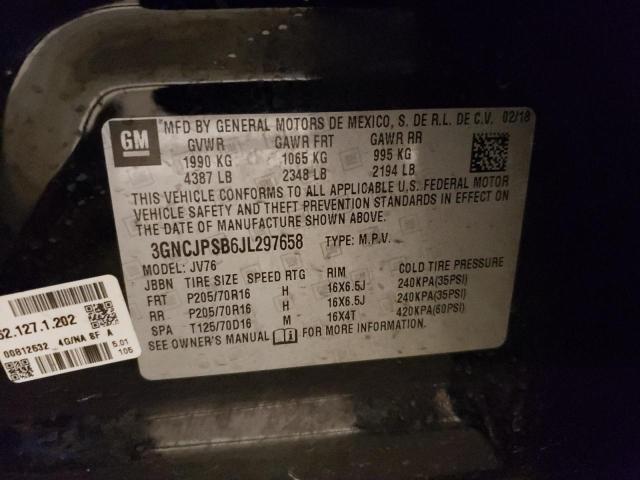 GM
MFD BY GENERAL MOTORS DE MEXICO, S. DE R.L. DE C.V. 02/18
GVWR GAWR FRT GAWR RR
1990 KG 1065 KG 995 KG
4387 LB 2348 LB 2194 LB
THIS VEHICLE CONFORMS TO ALL APPLICABLE U.S. FEDERAL MOTOR
VEHICLE SAFETY AND THEFT PREVENTION STANDARDS IN EFFECT ON
THE DATE OF MANUFACTURE SHOWN ABOVE.
3GNCJPSB6JL297658 TYPE: M.P.V.
MODEL: JV76
JBBN TIRE SIZE SPEED RTG RIM COLD TIRE PRESSURE
FRT P205/70R16 H 16X6.5J 240KPA(35PSI)
RR P205/70R16 H 16X6.5J 240KPA(35PSI)
SPA T125/70D16 M 16X4T 420KPA(60PSI)
SEE OWNER'S MANUAL FOR MORE INFORMATION.
62.127.1.202
00812532 4G/NA BF A 5.01
105